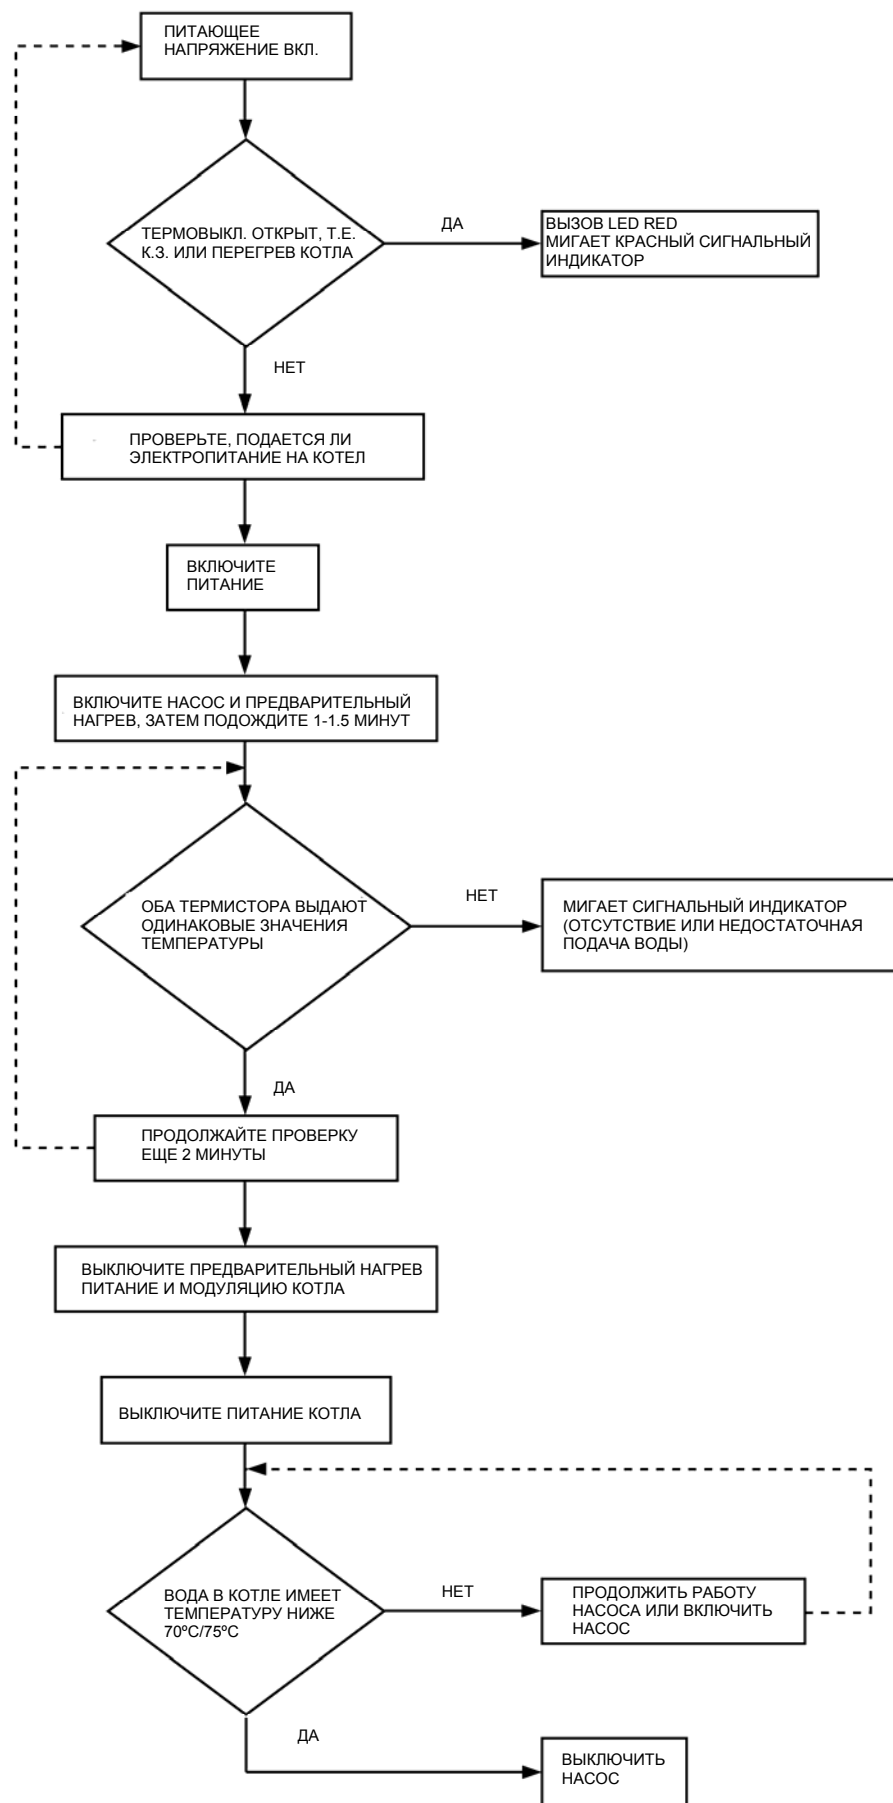 ПИТАЮЩЕЕ
НАПРЯЖЕНИЕ ВКЛ.
ТЕРМОВЫКЛ. ОТКРЫТ, Т.Е.
К.З. ИЛИ ПЕРЕГРЕВ КОТЛА
ДА
ВЫЗОВ LED RED
МИГАЕТ КРАСНЫЙ СИГНАЛЬНЫЙ
ИНДИКАТОР
НЕТ
ПРОВЕРЬТЕ, ПОДАЕТСЯ ЛИ
ЭЛЕКТРОПИТАНИЕ НА КОТЕЛ
ВКЛЮЧИТЕ
ПИТАНИЕ
ВКЛЮЧИТЕ НАСОС И ПРЕДВАРИТЕЛЬНЫЙ
НАГРЕВ, ЗАТЕМ ПОДОЖДИТЕ 1-1.5 МИНУТ
ОБА ТЕРМИСТОРА ВЫДАЮТ
ОДИНАКОВЫЕ ЗНАЧЕНИЯ
ТЕМПЕРАТУРЫ
НЕТ
МИГАЕТ СИГНАЛЬНЫЙ ИНДИКАТОР
(ОТСУТСТВИЕ ИЛИ НЕДОСТАТОЧНАЯ
ПОДАЧА ВОДЫ)
ДА
ПРОДОЛЖАЙТЕ ПРОВЕРКУ
ЕЩЕ 2 МИНУТЫ
ВЫКЛЮЧИТЕ ПРЕДВАРИТЕЛЬНЫЙ НАГРЕВ
ПИТАНИЕ И МОДУЛЯЦИЮ КОТЛА
ВЫКЛЮЧИТЕ ПИТАНИЕ КОТЛА
ВОДА В КОТЛЕ ИМЕЕТ
ТЕМПЕРАТУРУ НИЖЕ
70ºC/75ºC
НЕТ
ПРОДОЛЖИТЬ РАБОТУ
НАСОСА ИЛИ ВКЛЮЧИТЬ
НАСОС
ДА
ВЫКЛЮЧИТЬ
НАСОС